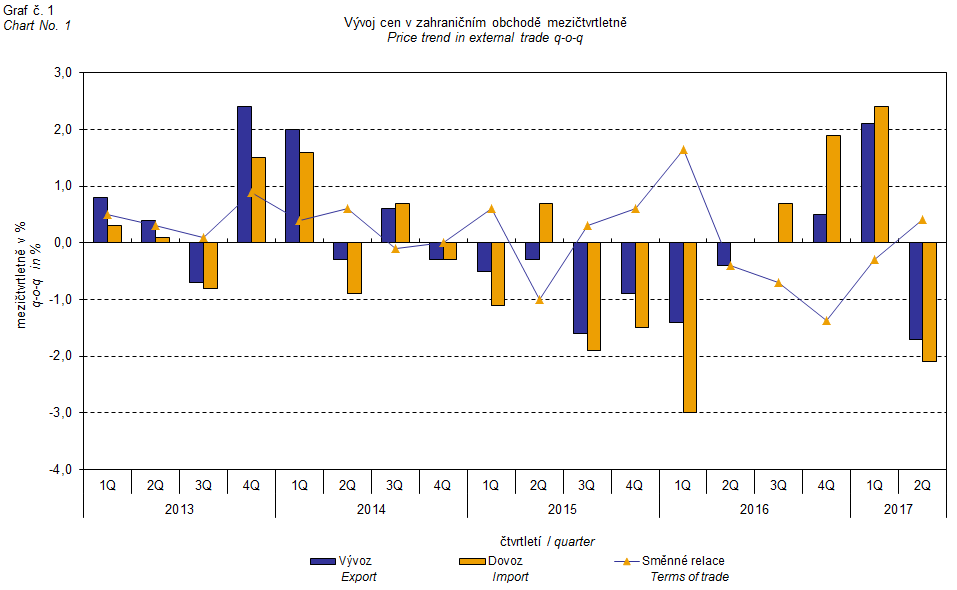 Graf č. 1
Chart No. 1
Vývoj cen v zahraničním obchodě mezičtvrtletně
Price trend in external trade q-o-q
mezičtvrtletně v %
q-o-q in %
3,0
2,0
1,0
0,0
-1,0
-2,0
-3,0
-4,0
1Q 2Q 3Q 4Q 1Q 2Q 3Q 4Q 1Q 2Q 3Q 4Q 1Q 2Q 3Q 4Q 1Q 2Q
2013 2014 2015 2016 2017
čtvrtletí / quarter
Vývoz Dovoz Směnné relace
Export Import Terms of trade